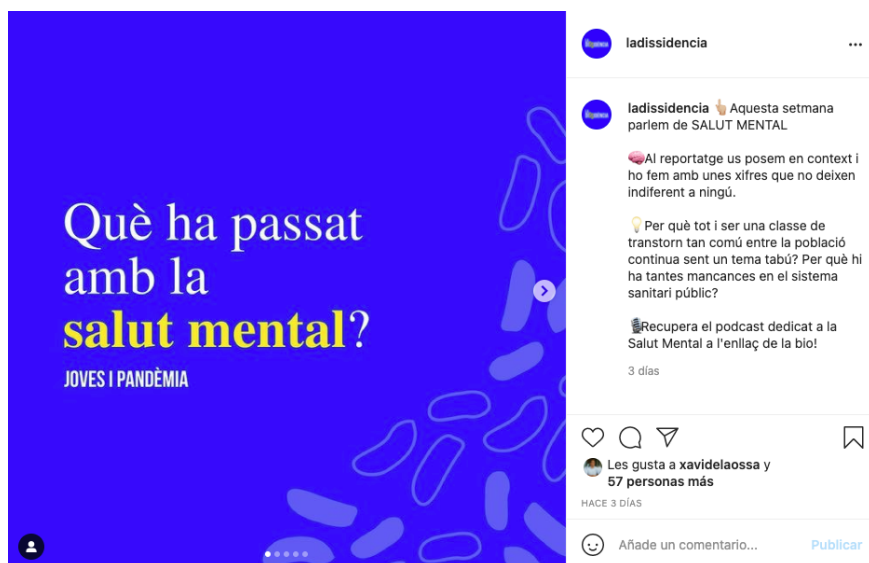 Què ha passat
amb la
salut mental?
JOVES I PANDÈMIA
ladissidencia
ladissidencia 👆🏼Aquesta setmana
parlem de SALUT MENTAL
🧠Al reportatge us posem en context i
ho fem amb unes xifres que no deixen
indiferent a ningú.
💡Per què tot i ser una classe de
transtorn tan comú entre la població
continua sent un tema tabú? Per què hi
ha tantes mancances en el sistema
sanitari públic?
🎙Recupera el podcast dedicat a la
Salut Mental a l'enllaç de la bio!
3 días
Les gusta a xavidelaossa y
57 personas más
HACE 3 DÍAS
Añade un comentario...
Publicar